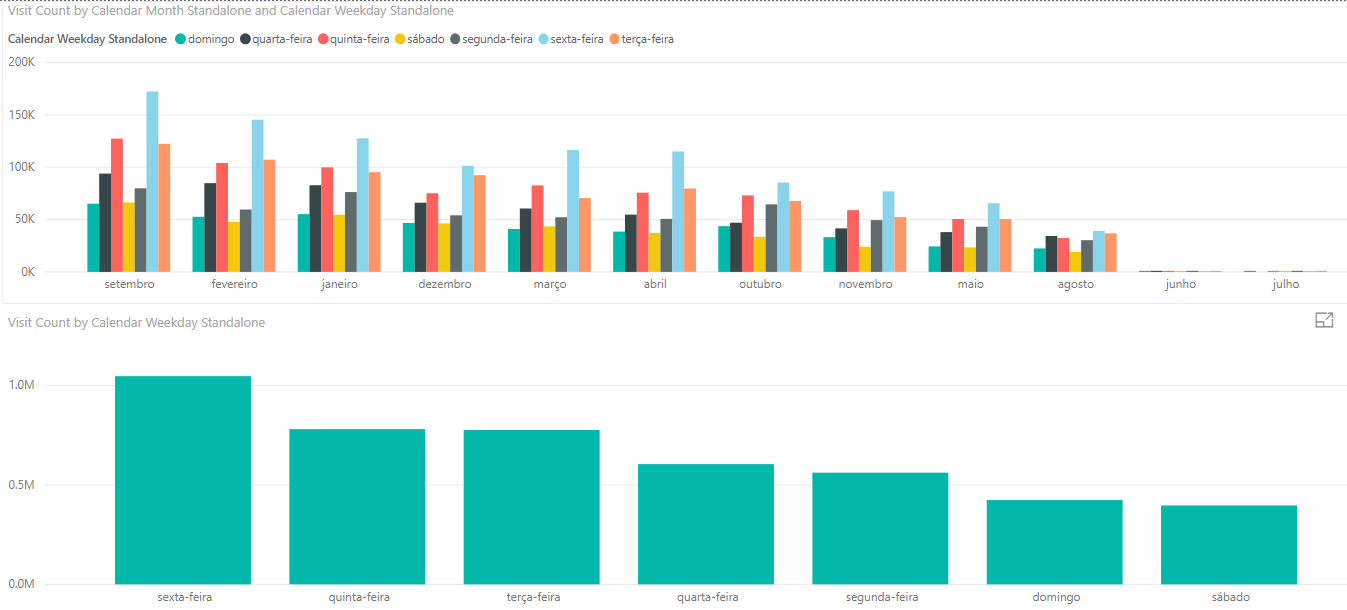 Visit Count by Calendar Month Standalone and Calendar Weekday Standalone
Calendar Weekday Standalone domingo quarta-feira quinta-feira sábado segunda-feira sexta-feira terça-feira
200K
150K
100K
50K
0K
setembro fevereiro janeiro dezembro março abril outubro novembro maio agosto junho julho
Visit Count by Calendar Weekday Standalone
1.0M
0.5M
0.0M
sexta-feira quinta-feira terça-feira quarta-feira segunda-feira domingo sábado